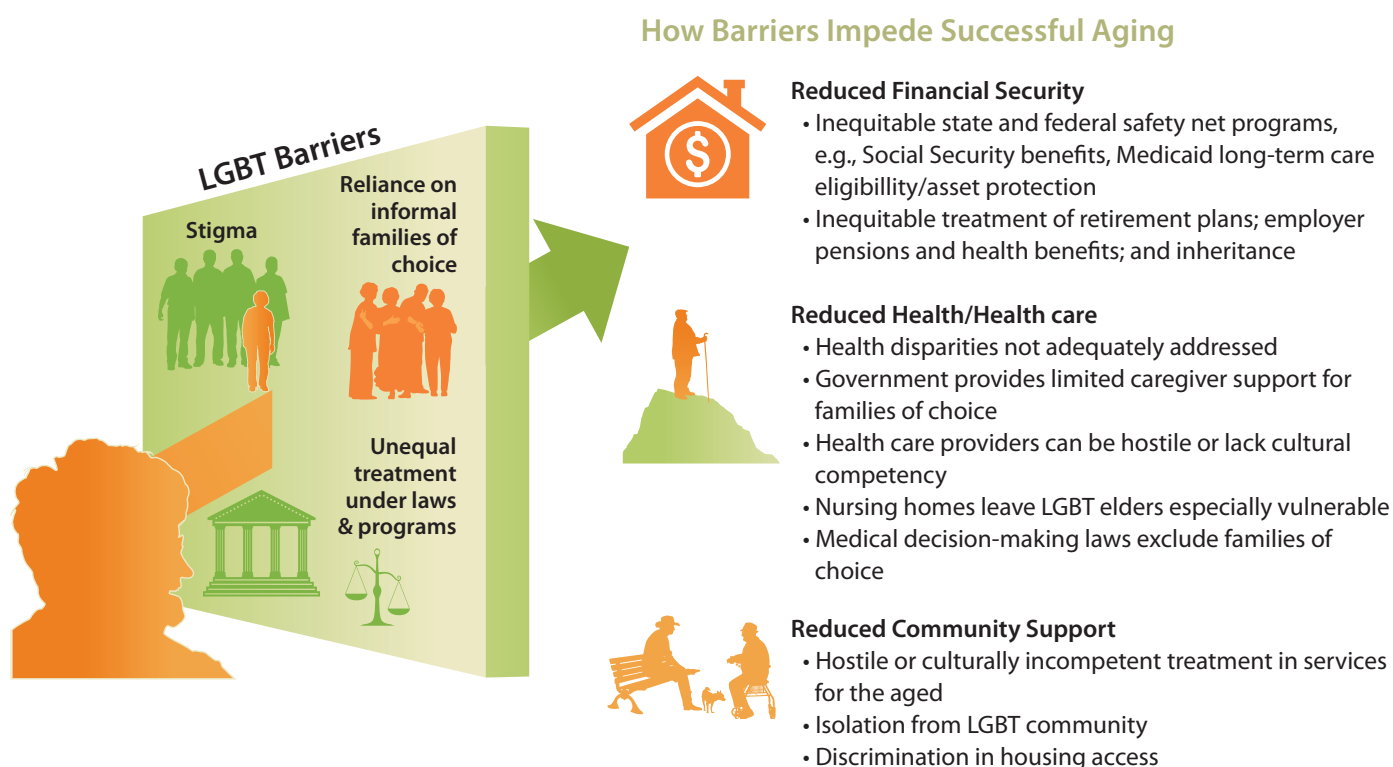 How Barriers Impede Successful Aging
LGBT Barriers
Stigma
Reliance on
informal
families of
choice
Unequal
treatment
under laws
& programs
Reduced Financial Security
• Inequitable state and federal safety net programs,
e.g., Social Security benefits, Medicaid long-term care
eligibillity/asset protection
• Inequitable treatment of retirement plans; employer
pensions and health benefits; and inheritance
Reduced Health/Health care
• Health disparities not adequately addressed
• Government provides limited caregiver support for
families of choice
• Health care providers can be hostile or lack cultural
competency
• Nursing homes leave LGBT elders especially vulnerable
• Medical decision-making laws exclude families of
choice
Reduced Community Support
• Hostile or culturally incompetent treatment in services
for the aged
• Isolation from LGBT community
• Discrimination in housing access